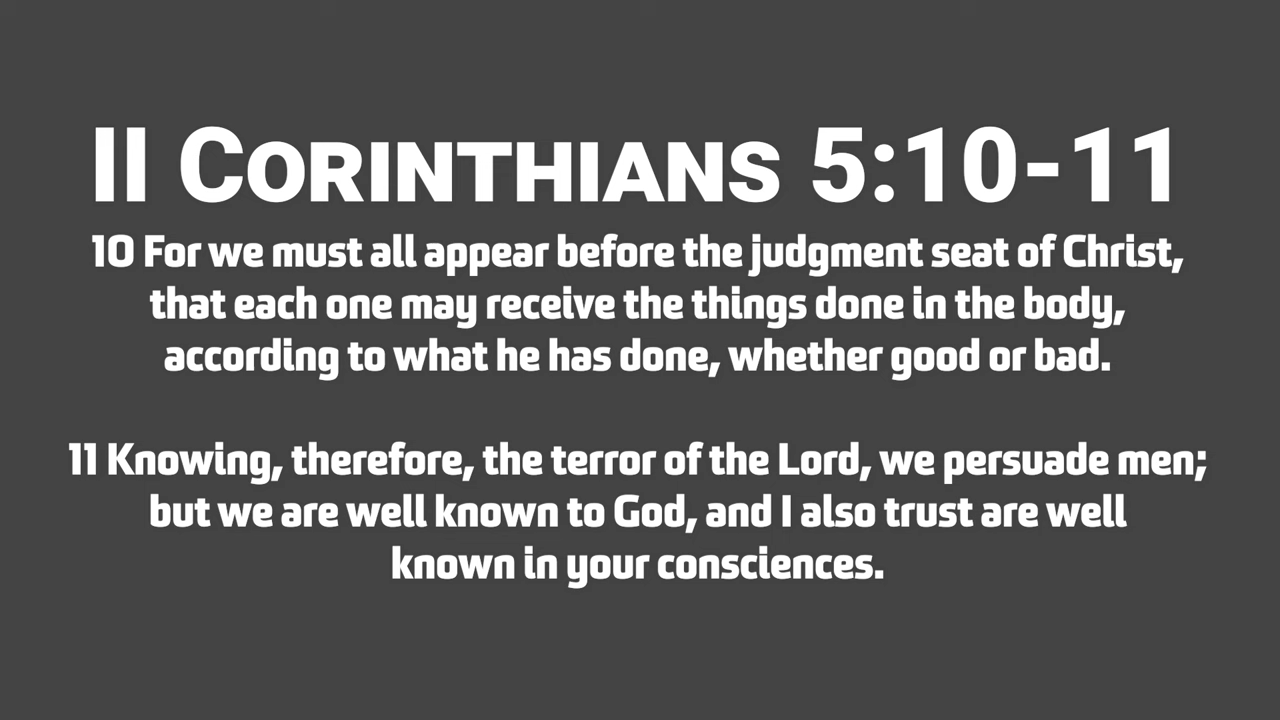 II Corinthians 5:10-11
10 For we must all appear before the judgment seat of Christ,
that each one may receive the things done in the body,
according to what he has done, whether good or bad.
11 Knowing, therefore, the terror of the Lord, we persuade men;
but we are well known to God, and I also trust are well
known in your consciences.